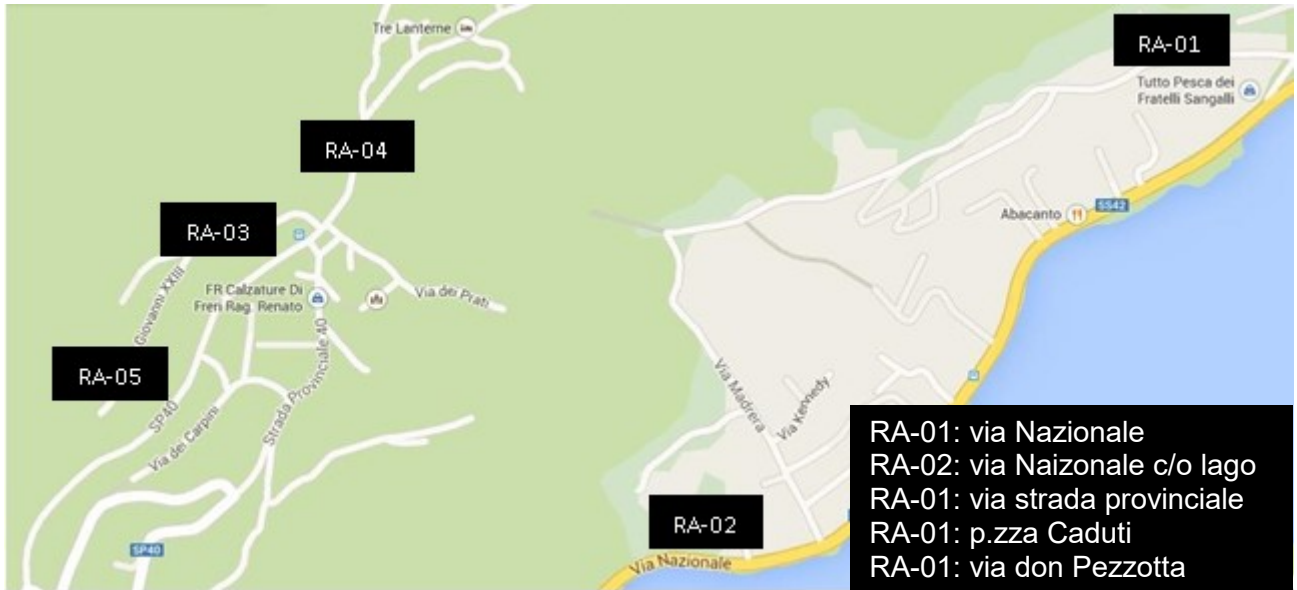 Tre Lanterne
RA-01
Tutto Pesca dei
Fratelli Sangalli
RA-04
SS42
Abacanto
RA-03
FR Calzature Di
Freri Rag. Renato
Via dei Prati
Giovanni XXIII
RA-05
SP40
Via dei Carpini
Strada Provinciale 40
Via Madrera
Via Kennedy
RA-02
SP40
Via Nazionale
RA-01: via Nazionale
RA-02: via Naizonale c/o lago
RA-01: via strada provinciale
RA-01: p.zza Caduti
RA-01: via don Pezzotta